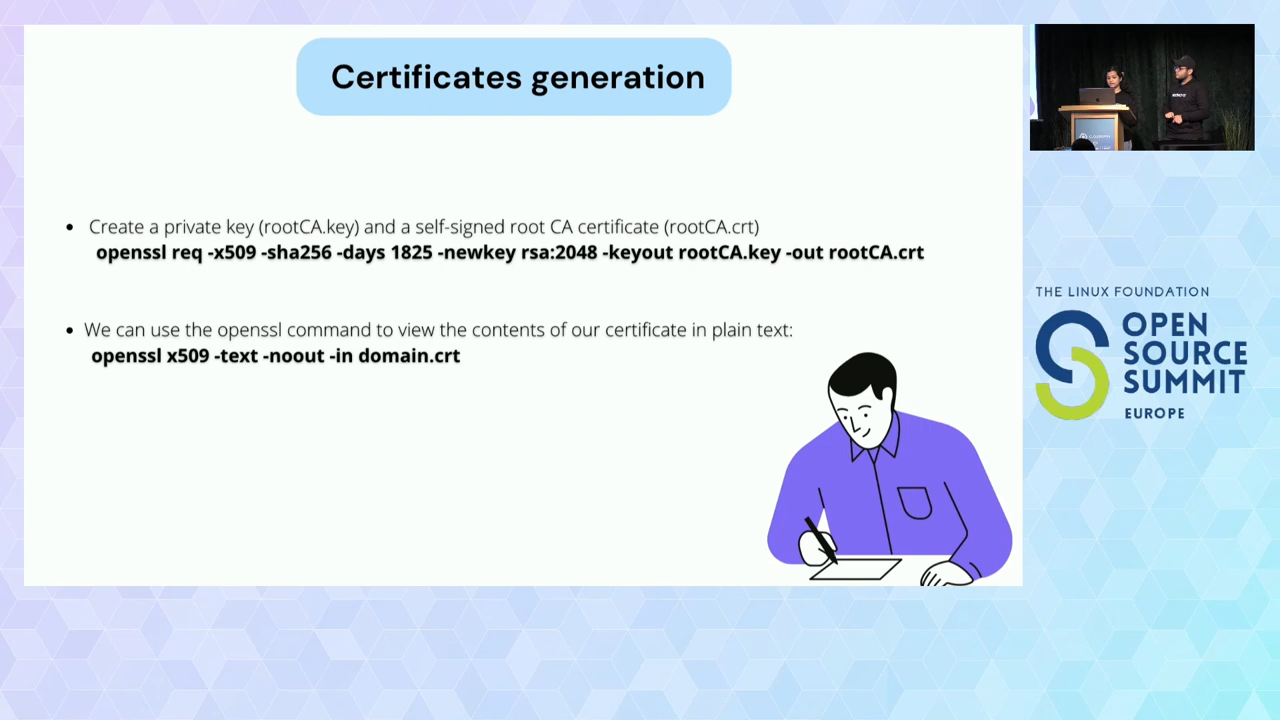 Certificates generation
Create a private key (rootCA.key) and a self-signed root CA certificate (rootCA.crt)
openssl req -x509 -sha256 -days 1825 -newkey rsa:2048 -keyout rootCA.key -out rootCA.crt
We can use the openssl command to view the contents of our certificate in plain text:
openssl x509 -text -noout -in domain.crt
THE LINUX FOUNDATION
OPEN
SOURCE
SUMMIT
EUROPE